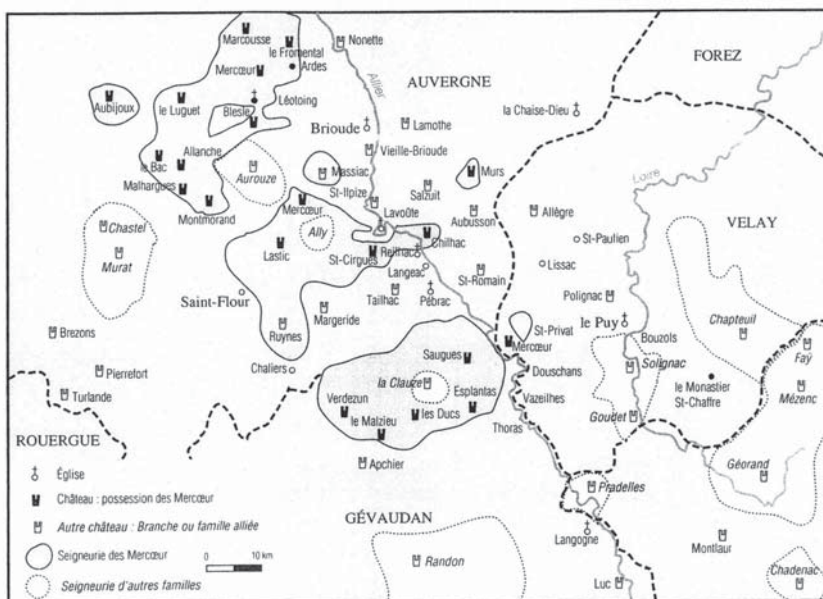 Marcousse
le Fromental
Ardes
Nonette
FOREZ
Mercœur
Allier
AUVERGNE
Aubijoux
le Luguet
Léotoing
Blesle
la Chaise-Dieu
Brioude
Lamothe
Loire
Vieille-Brioude
Allanche
le Bac
Aurouze
Massiac
Murs
Malhargues
St-Ilpize
Salzuit
Montmorand
Mercœur
VELAY
Lavoûte
Aubusson
Allègre
Chastel
Ally
Chilhac
St-Paulien
Lastic
Reilhac
Murat
St-Cirgues
Langeac
Lissac
St-Romain
Polignac
Saint-Flour
Tailhac
Pébrac
Margeride
le Puy
Chapteuil
Ruynes
St-Privat
Bouzols
Brezons
Mercœur
Fay
Saugues
Solignac
Chaliers
Douschans
Pierrefort
le Monastier
St-Chaffre
la Clauze
Mézenc
Turlande
Verdezun
Esplantas
Vazeilhes
le Malzieu
les Ducs
Goudet
Thoras
ROUERGUE
Apchier
Géorand
Église
Pradelles
Château : possession des Mercœur
GÉVAUDAN
Autre château : Branche ou famille alliée
Langogne
Montlaur
Seigneurie des Mercœur
0 10 km
Randon
Chadenac
Seigneurie d'autres familles
Luc